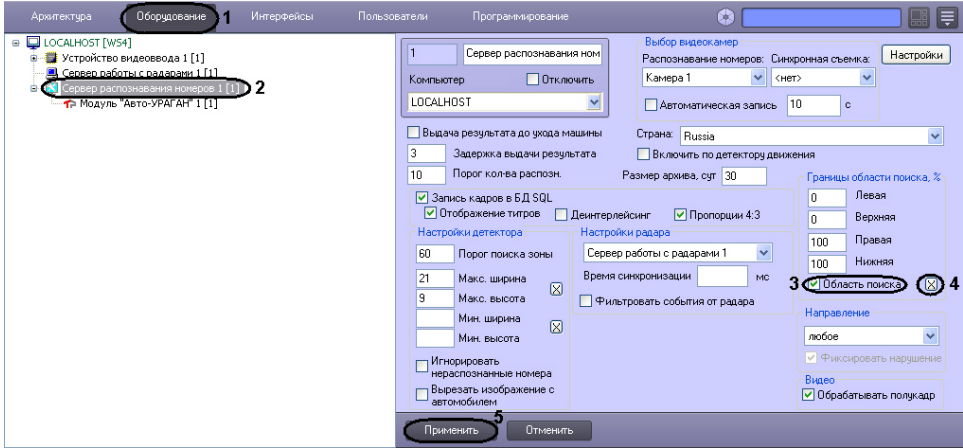 Архитектура Оборудование 1 Интерфейсы Пользователи Программирование
LOCALHOST [WS4]
Устройство видеоввода 1 [1]
Сервер работы с радарами 1 [1]
Сервер распознавания номеров 1 [1] 2
Модуль "Авто-УРАГАН" 1 [1]
1 Сервер распознавания ном
Компьютер Отключить
LOCALHOST
Выбор видеокамер
Распознавание номеров: Синхронная съемка: Настройки
Камера 1 <нет>
Автоматическая запись 10 с
Выдача результата до ухода машины
3 Задержка выдачи результата
10 Порог кол-ва распозн.
Страна: Russia
Включить по детектору движения
Размер архива, сут 30
Запись кадров в БД SQL
Отображение титров Деинтерлейсинг Пропорции 4:3
Границы области поиска, %
0 Левая
0 Верхняя
100 Правая
100 Нижняя
3 Область поиска 4
Настройки детектора
60 Порог поиска зоны
21 Макс. ширина
9 Макс. высота
Мин. ширина
Мин. высота
Игнорировать
нераспознанные номера
Вырезать изображение с
автомобилем
Настройки радара
Сервер работы с радарами 1
Время синхронизации мс
Фильтровать события от радара
Направление
любое
Фиксировать нарушение
Видео
Обрабатывать полукадр
5
Применить Отменить